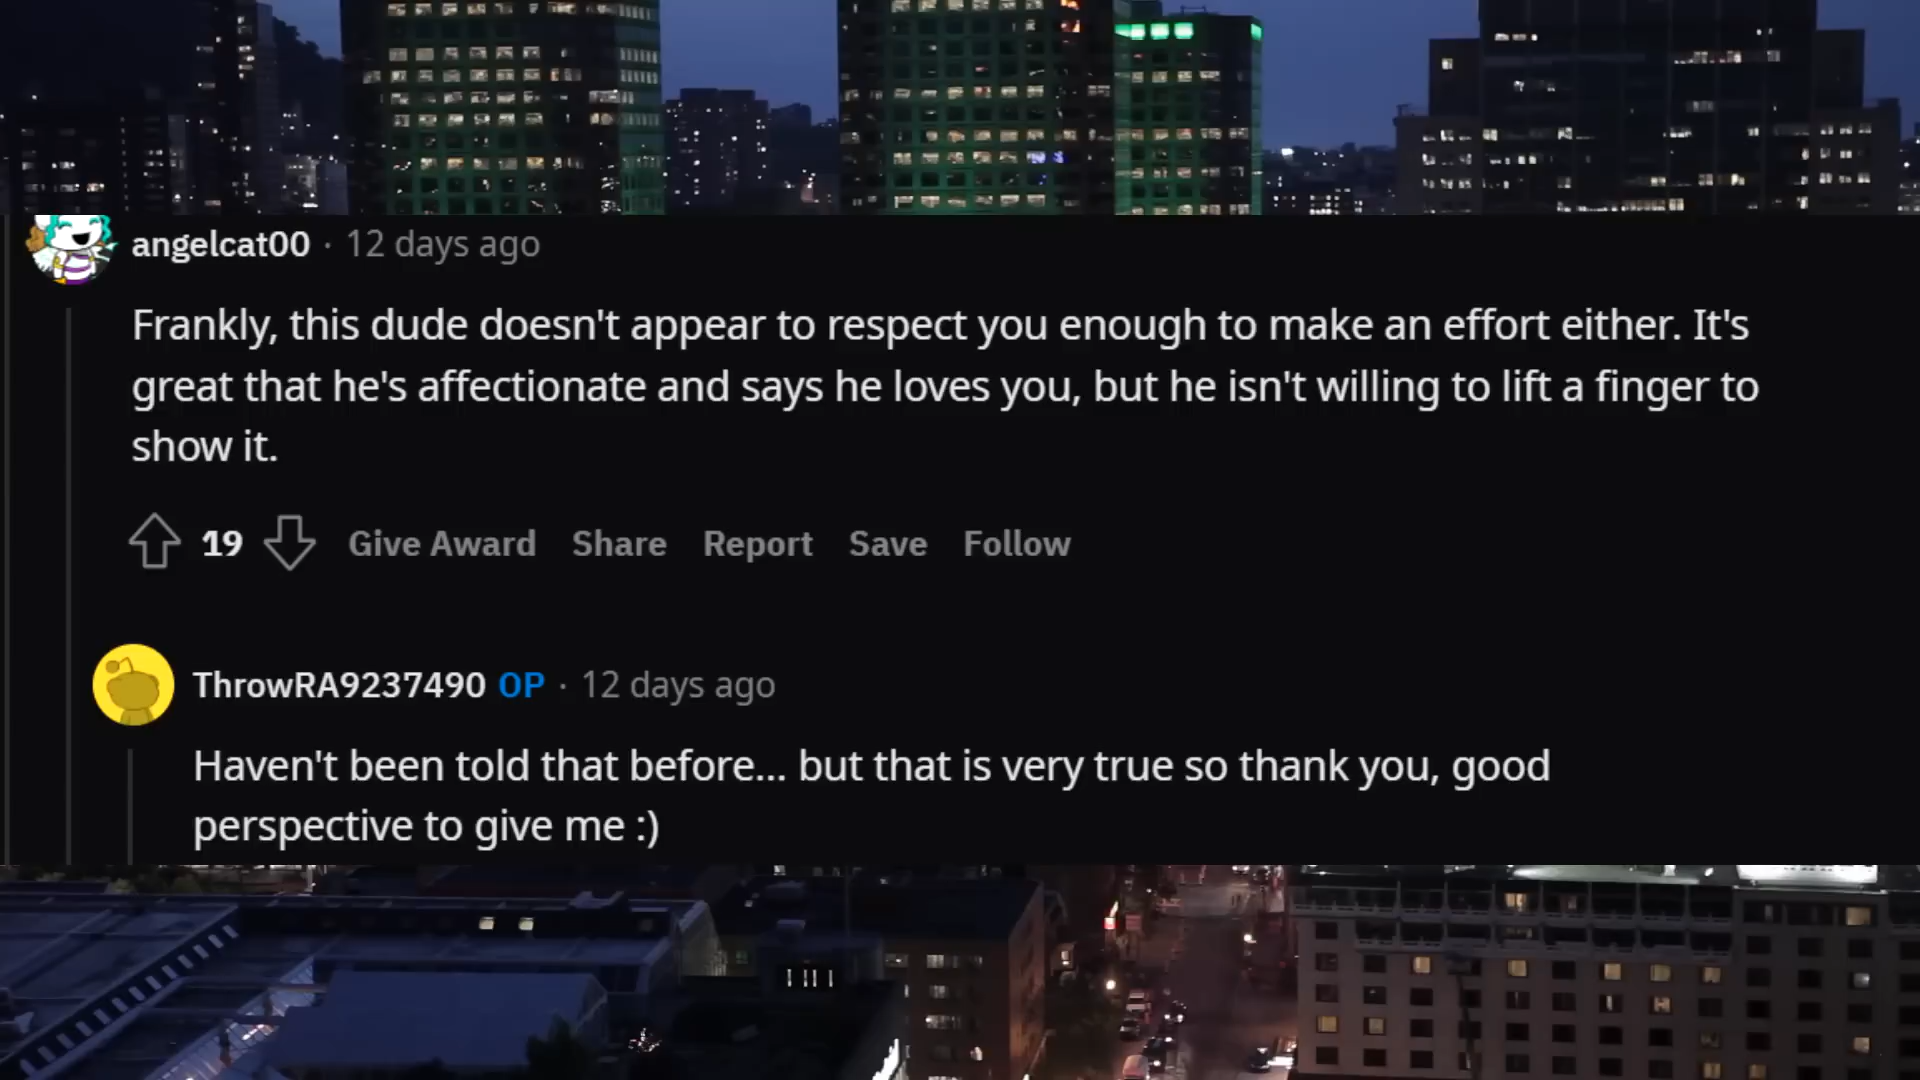 angelcat00 · 12 days ago
Frankly, this dude doesn't appear to respect you enough to make an effort either. It's
great that he's affectionate and says he loves you, but he isn't willing to lift a finger to
show it.
19 Give Award Share Report Save Follow
ThrowRA9237490 OP · 12 days ago
Haven't been told that before... but that is very true so thank you, good
perspective to give me :)